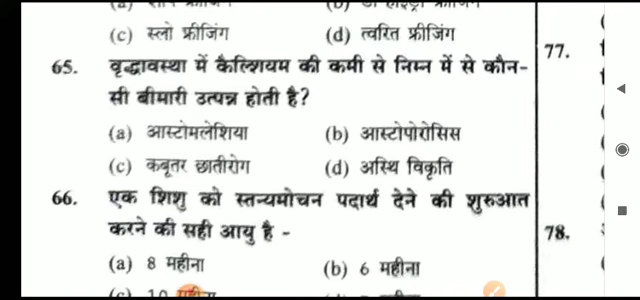 (c) स्लो फ्रीजिंग (d) त्वरित फ्रीजिंग
65. वृद्धावस्था में कैल्शियम की कमी से निम्न में से कौन-
सी बीमारी उत्पन्न होती है?
(a) आस्टोमलेशिया (b) आस्टोपोरोसिस
(c) कबूतर छातीरोग (d) अस्थि विकृति
66. एक शिशु को स्तन्यमोचन पदार्थ देने की शुरुआत
करने की सही आयु है -
(a) 8 महीना (b) 6 महीना
77.
78.